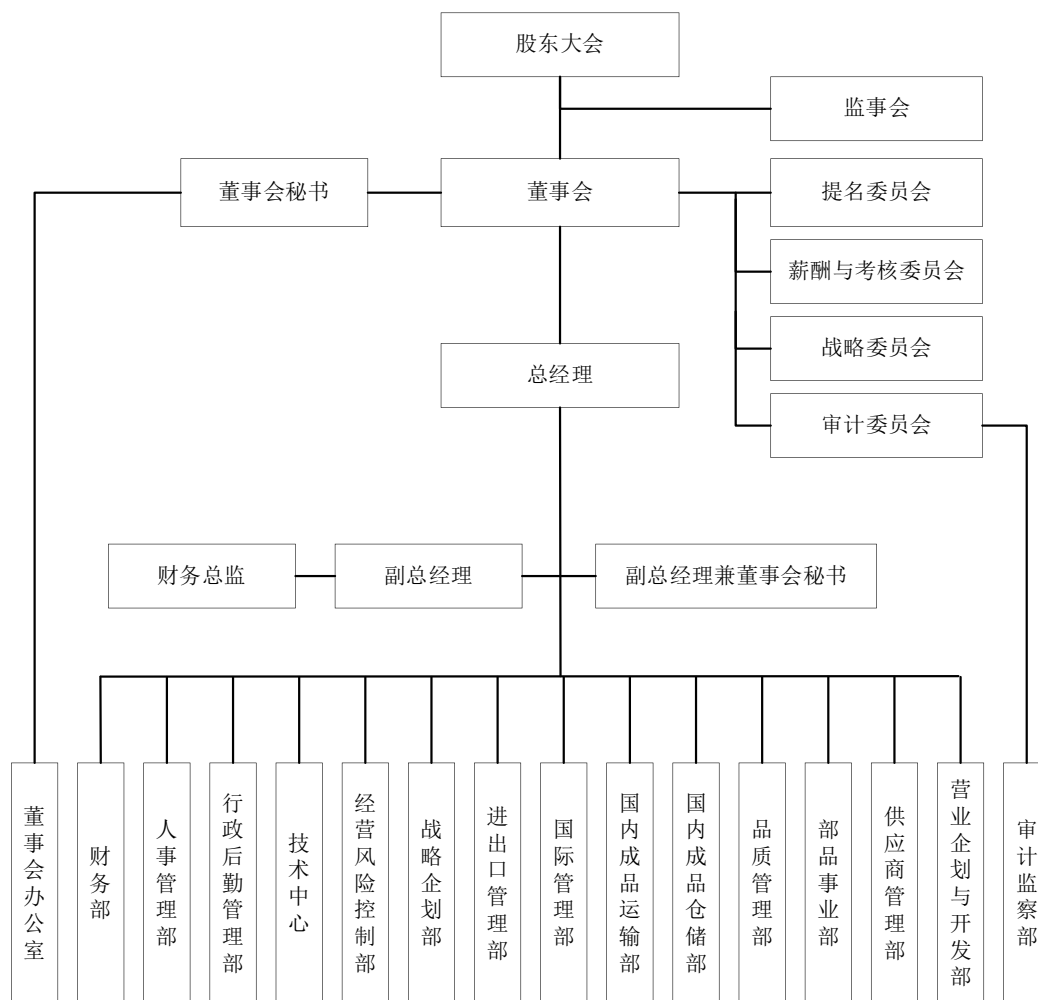 股东大会
监事会
董事会秘书
董事会
提名委员会
薪酬与考核委员会
战略委员会
总经理
审计委员会
财务总监
副总经理
副总经理兼董事会秘书
董事会办公室
财务部
人事管理部
行政后勤管理部
技术中心
经营风险控制部
战略企划部
进出口管理部
国际管理部
国内成品运输部
国内成品仓储部
品质管理部
部品事业部
供应商管理部
营业企划与开发部
审计监察部